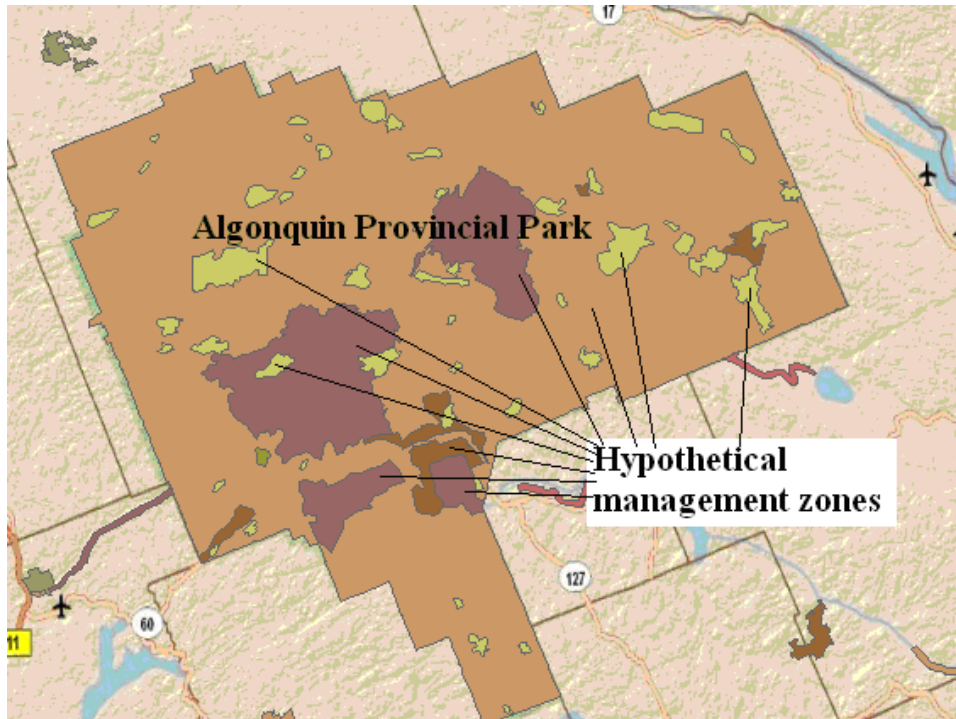 17
Algonquin Provincial Park
Hypothetical
management zones
127
60
11